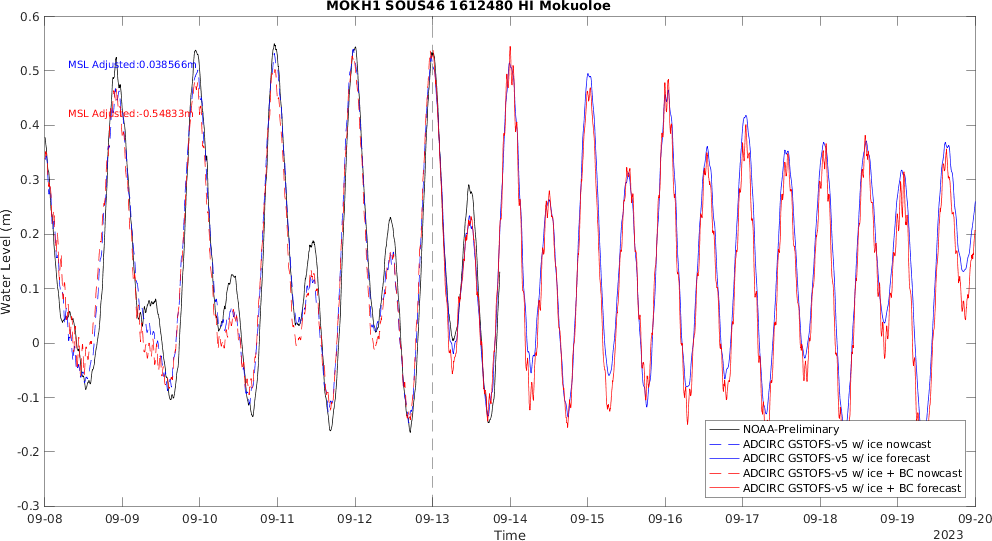 MOKH1 SOUS46 1612480 HI Mokuoloe
0.6
0.5
0.4
0.3
0.2
0.1
0
-0.1
-0.2
-0.3
Water Level (m)
MSL Adjusted:0.038566m
MSL Adjusted:-0.54833m
NOAA-Preliminary
ADCIRC GSTOFS-v5 w/ ice nowcast
ADCIRC GSTOFS-v5 w/ ice forecast
ADCIRC GSTOFS-v5 w/ ice + BC nowcast
ADCIRC GSTOFS-v5 w/ ice + BC forecast
09-08 09-09 09-10 09-11 09-12 09-13 09-14 09-15 09-16 09-17 09-18 09-19 09-20
Time
2023